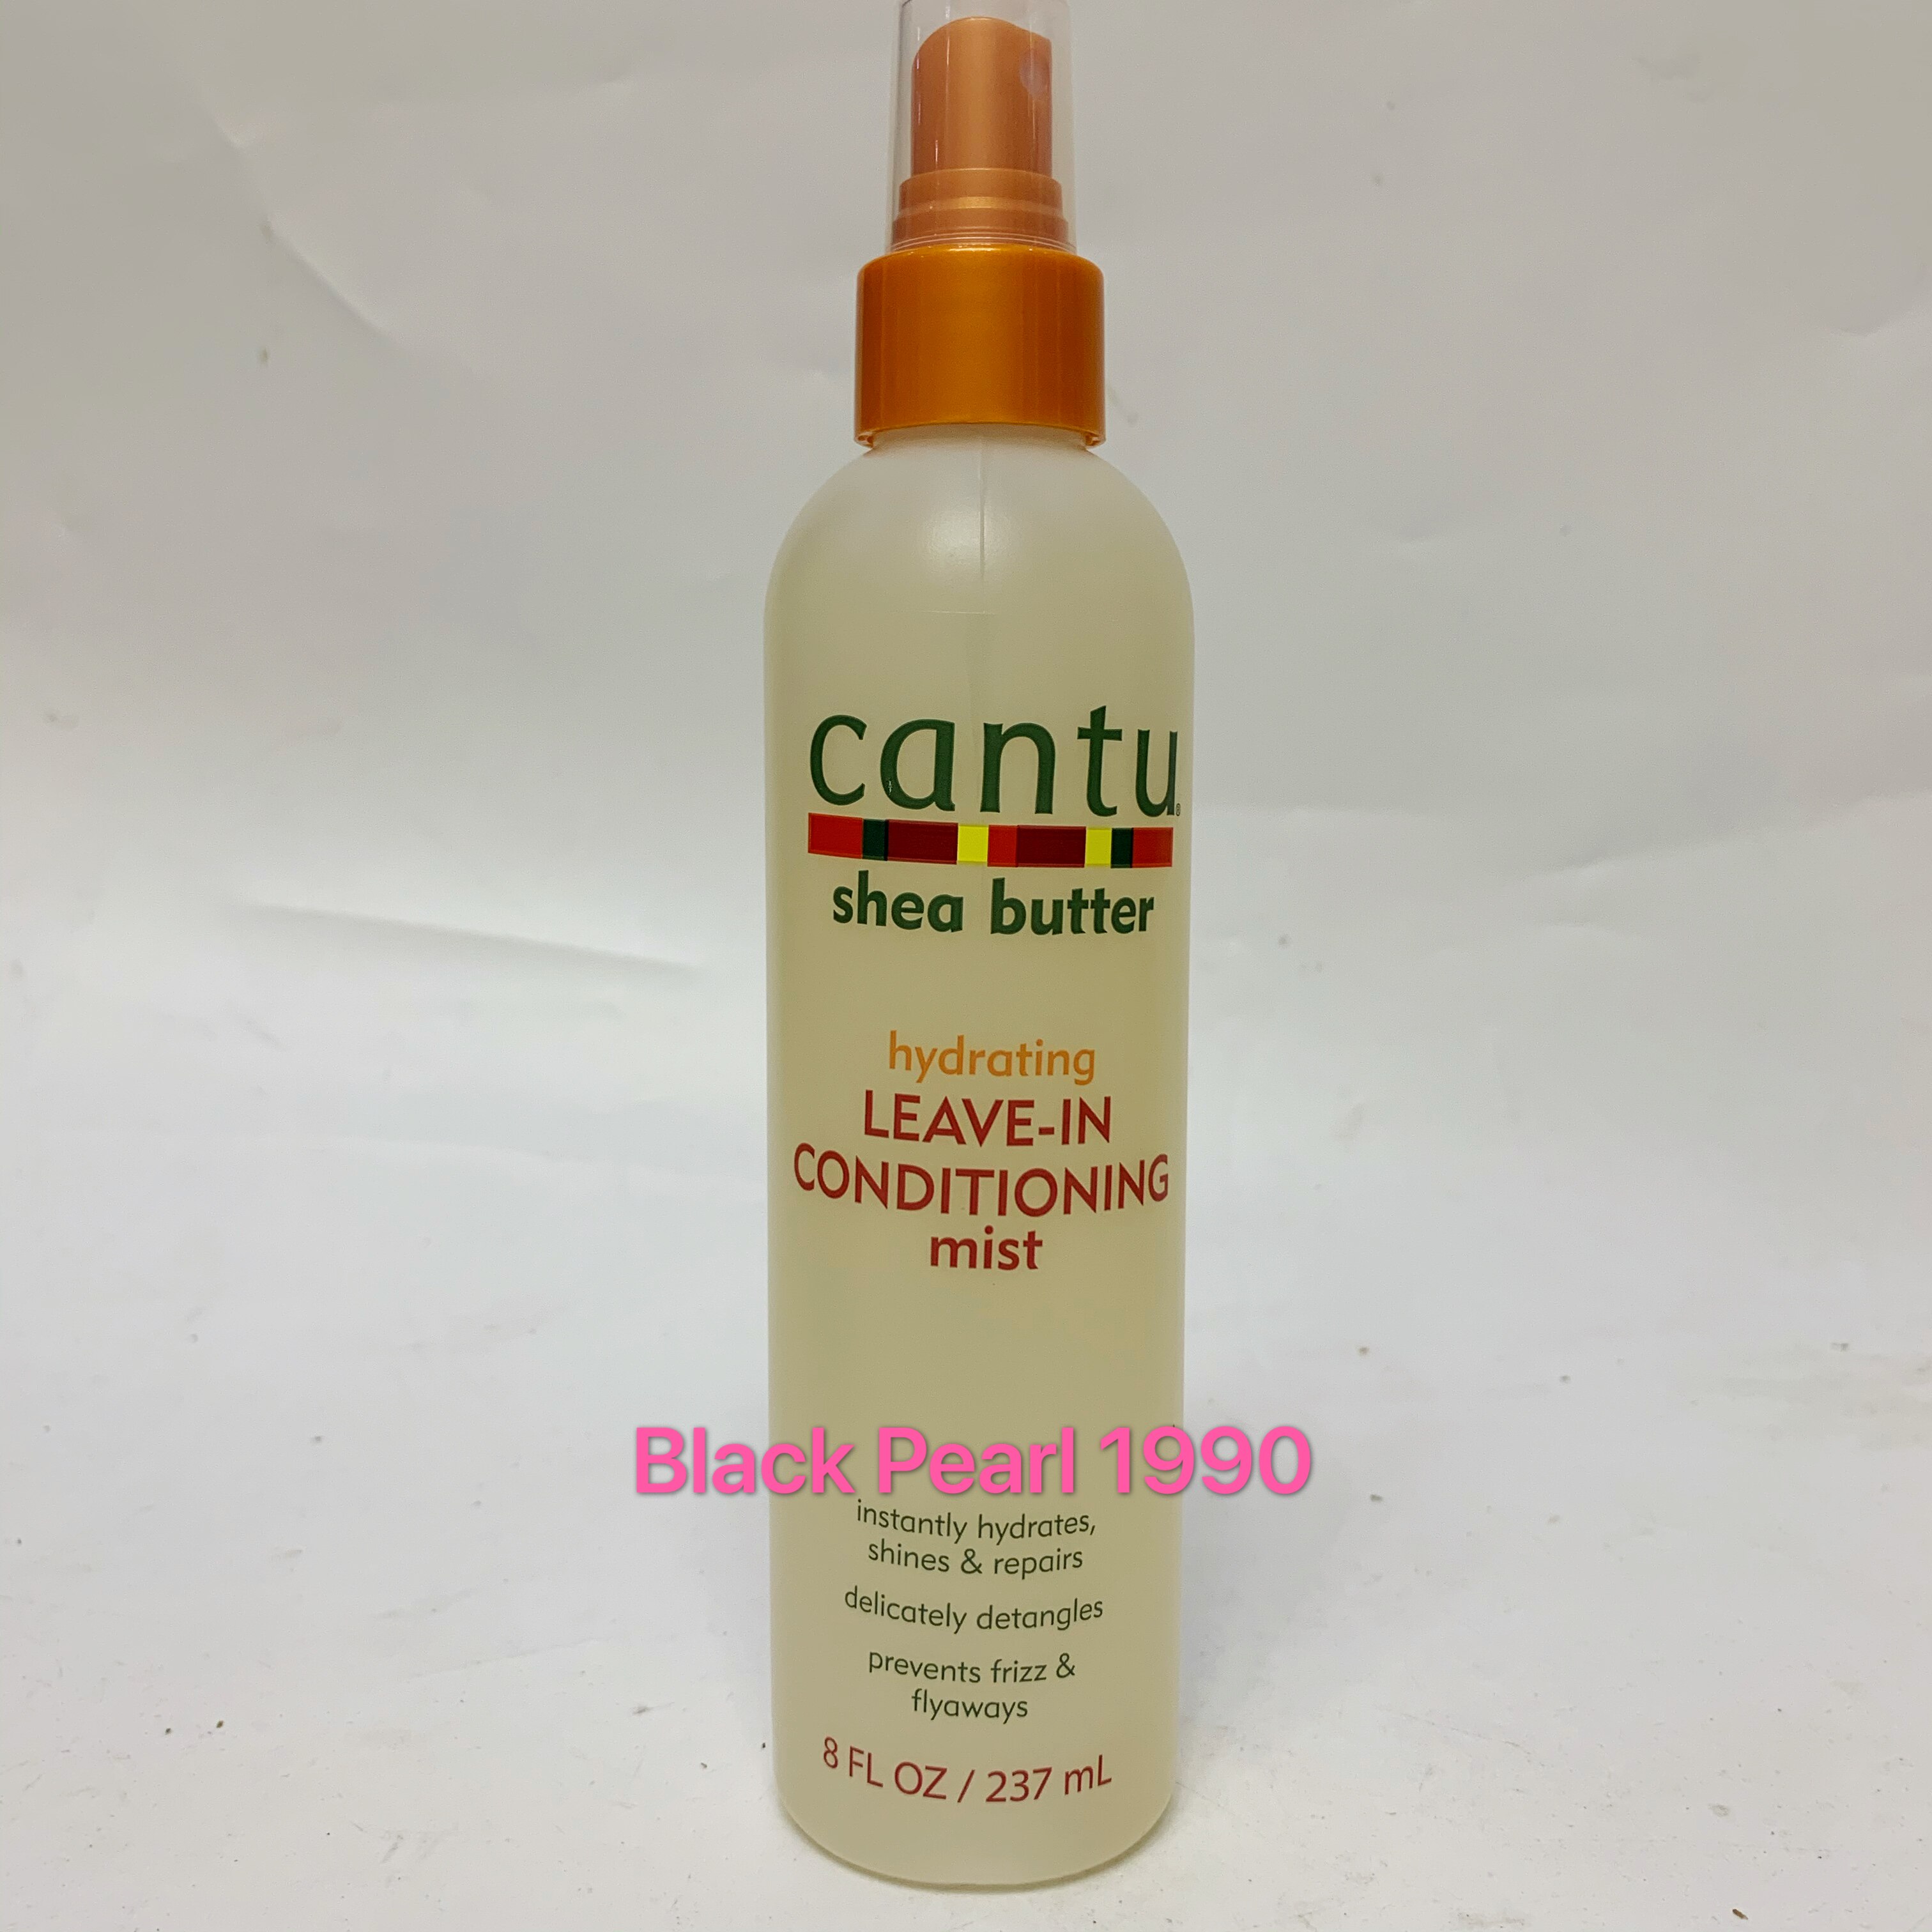 cantu®
shea butter
hydrating
LEAVE-IN
CONDITIONING
mist
Black Pearl 1990
instantly hydrates,
shines & repairs
delicately detangles
prevents frizz &
flyaways
8 FL OZ / 237 mL